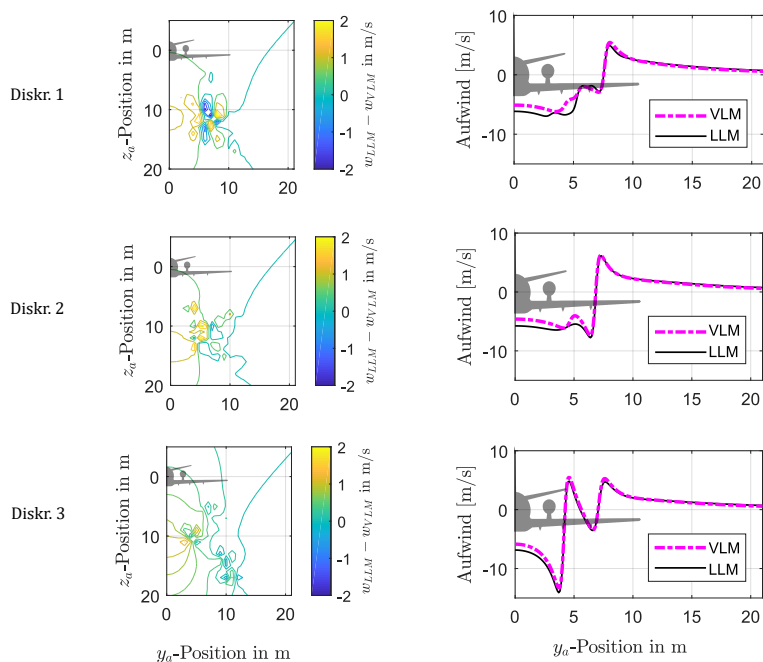 Diskr. 1
z_a-Position in m
0
10
20
0
10
20
2
1
0
-1
-2
w_LLM − w_VLM in m/s
Aufwind [m/s]
10
0
-10
0
5
10
15
20
VLM
LLM
Diskr. 2
z_a-Position in m
0
10
20
0
10
20
2
1
0
-1
-2
w_LLM − w_VLM in m/s
Aufwind [m/s]
10
0
-10
0
5
10
15
20
VLM
LLM
Diskr. 3
z_a-Position in m
0
10
20
0
10
20
y_a-Position in m
2
1
0
-1
-2
w_LLM − w_VLM in m/s
Aufwind [m/s]
10
0
-10
0
5
10
15
20
VLM
LLM
y_a-Position in m